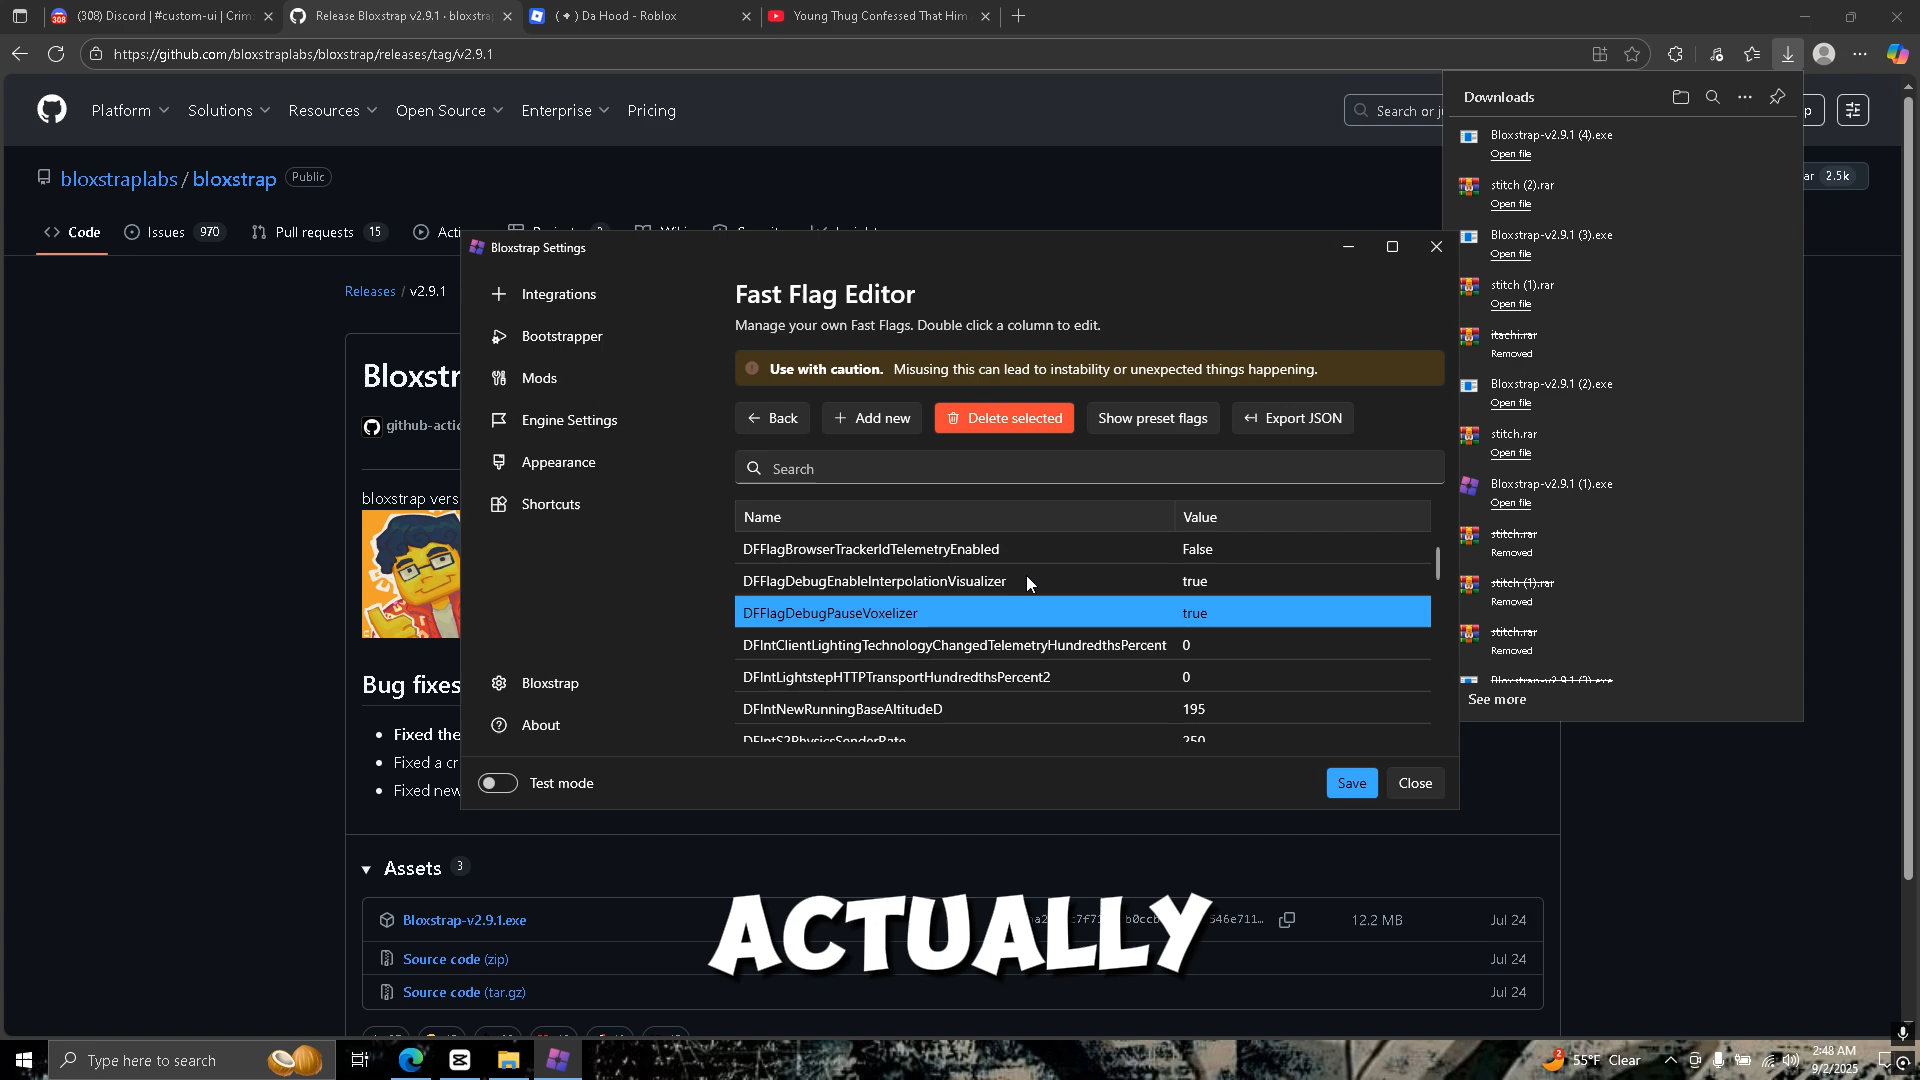 (308) Discord | #custom-ui | Crim
Release Bloxstrap v2.9.1 · bloxstra
(✦) Da Hood - Roblox
Young Thug Confessed That Him
https://github.com/bloxstraplabs/bloxstrap/releases/tag/v2.9.1
Platform
Solutions
Resources
Open Source
Enterprise
Pricing
Search or j
bloxstraplabs / bloxstrap
Public
2.5k
Code
Issues 970
Pull requests 15
Releases / v2.9.1
Bloxstr
github-actic
bloxstrap vers
Bug fixes
Fixed the
Fixed a cr
Fixed new
Bloxstrap Settings
Integrations
Bootstrapper
Mods
Engine Settings
Appearance
Shortcuts
Bloxstrap
About
Test mode
Fast Flag Editor
Manage your own Fast Flags. Double click a column to edit.
Use with caution. Misusing this can lead to instability or unexpected things happening.
Back
Add new
Delete selected
Show preset flags
Export JSON
Search
Name Value
DFFlagBrowserTrackerIdTelemetryEnabled False
DFFlagDebugEnableInterpolationVisualizer true
DFFlagDebugPauseVoxelizer true
DFIntClientLightingTechnologyChangedTelemetryHundredthsPercent 0
DFIntLightstepHTTPTransportHundredthsPercent2 0
DFIntNewRunningBaseAltitudeD 195
DFIntS2PhysicsSenderRate 250
Save
Close
Downloads
Bloxstrap-v2.9.1 (4).exe
Open file
stitch (2).rar
Open file
Bloxstrap-v2.9.1 (3).exe
Open file
stitch (1).rar
Open file
itachi.rar
Removed
Bloxstrap-v2.9.1 (2).exe
Open file
stitch.rar
Open file
Bloxstrap-v2.9.1 (1).exe
Open file
stitch.rar
Removed
stitch (1).rar
Removed
stitch.rar
Removed
See more
Assets 3
Bloxstrap-v2.9.1.exe
12.2 MB
Jul 24
Source code (zip)
Jul 24
Source code (tar.gz)
Jul 24
ACTUALLY
Type here to search
55°F Clear
2:48 AM
9/2/2025